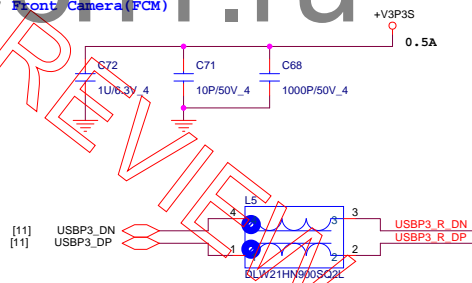 Front Camera(FCM)
+V3P3S
0.5A
C72
C71
C68
1U/6.3V_4
10P/50V_4
1000P/50V_4
L5
4
3
3
[11] USBP3_DN
USBP3_R_DN
[11] USBP3_DP
USBP3_R_DP
1
2
2
DLW21HN900SQ2L